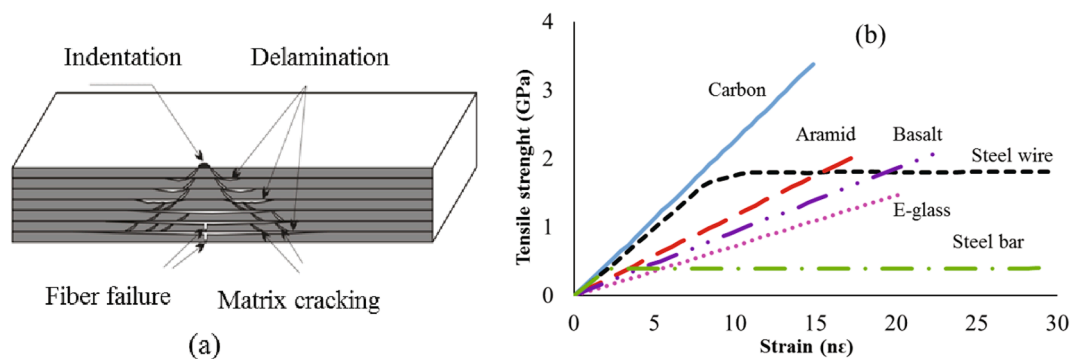 Indentation
Delamination
Fiber failure
Matrix cracking
(a)
(b)
Tensile strenght (GPa)
4
3
2
1
0
Carbon
Aramid
Basalt
Steel wire
E-glass
Steel bar
0 5 10 15 20 25 30
Strain (nε)